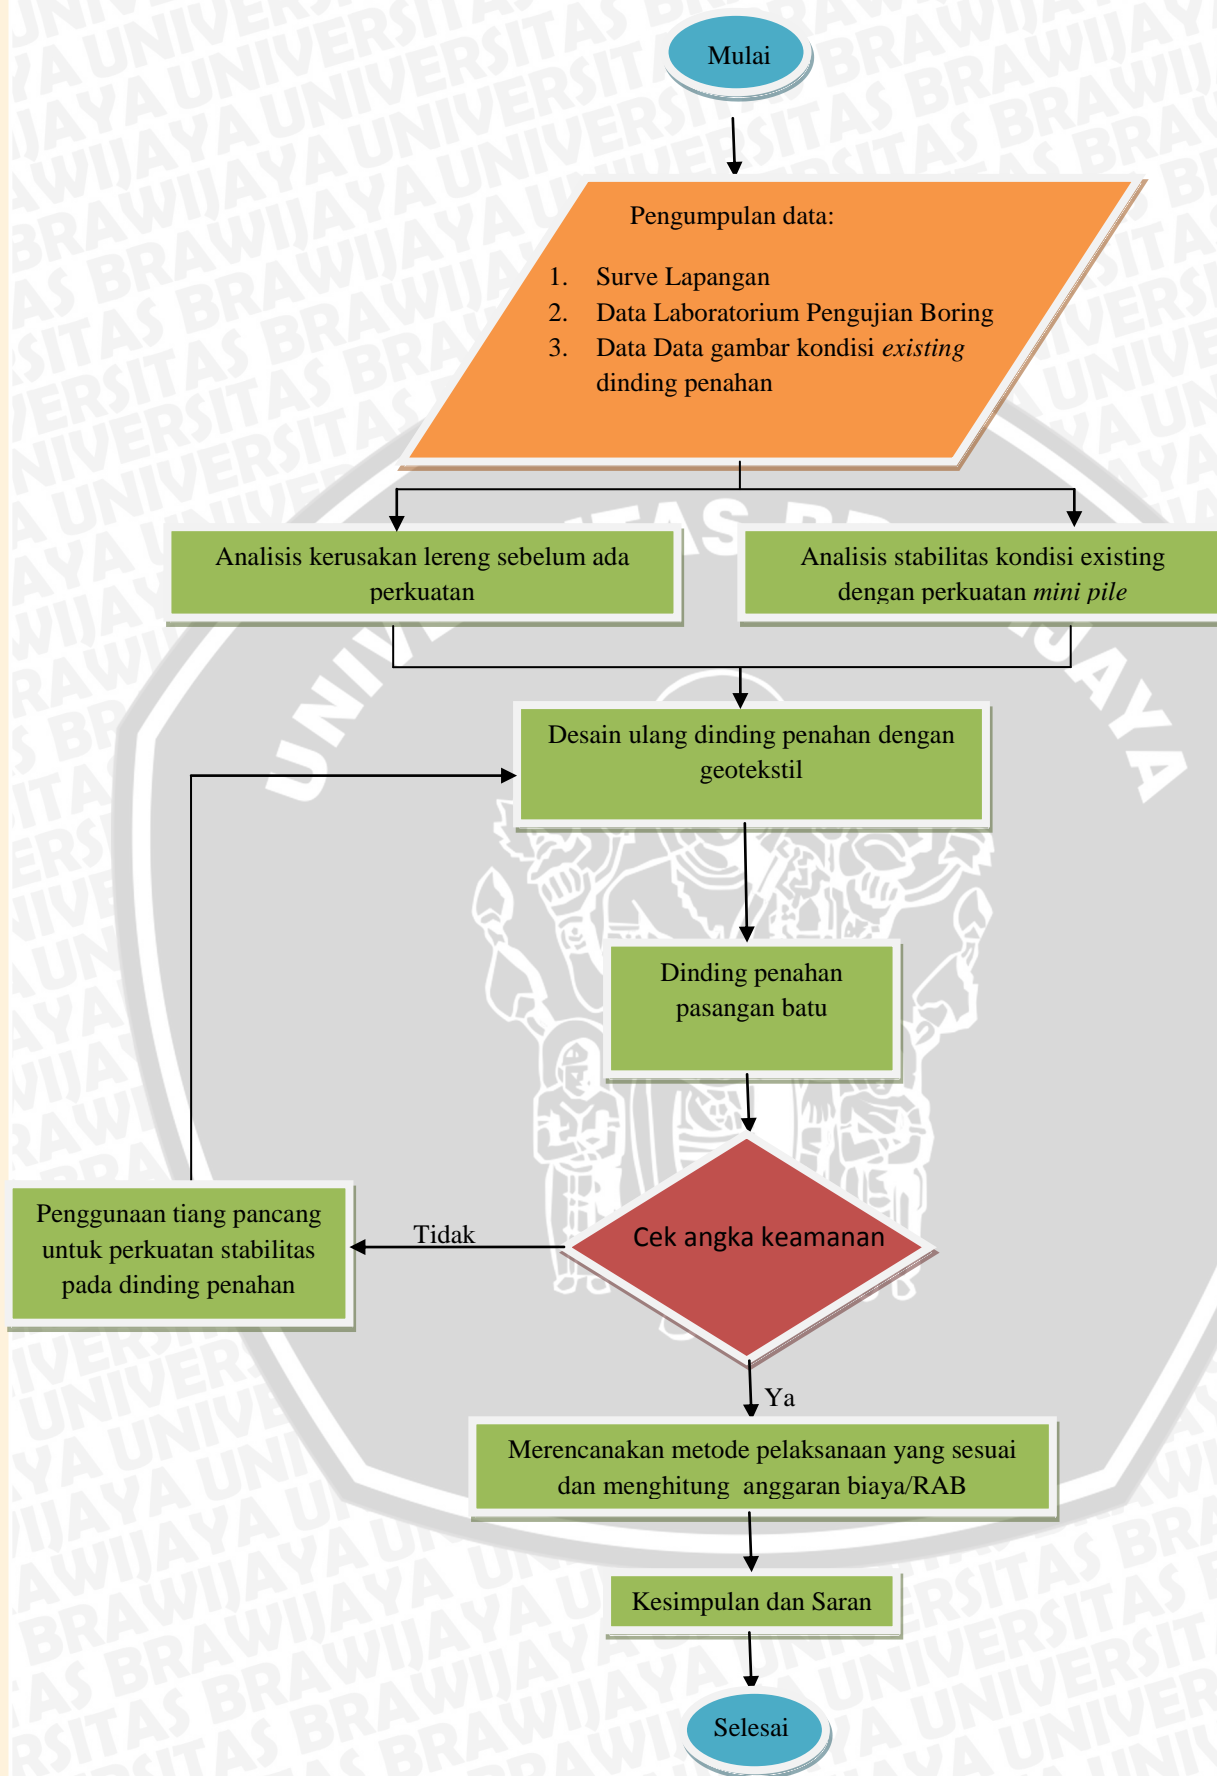 Mulai
Pengumpulan data:
1. Surve Lapangan
2. Data Laboratorium Pengujian Boring
3. Data Data gambar kondisi existing
dinding penahan
Analisis kerusakan lereng sebelum ada
perkuatan
Analisis stabilitas kondisi existing
dengan perkuatan mini pile
Desain ulang dinding penahan dengan
geotekstil
Dinding penahan
pasangan batu
Cek angka keamanan
Tidak
Penggunaan tiang pancang
untuk perkuatan stabilitas
pada dinding penahan
Ya
Merencanakan metode pelaksanaan yang sesuai
dan menghitung anggaran biaya/RAB
Kesimpulan dan Saran
Selesai